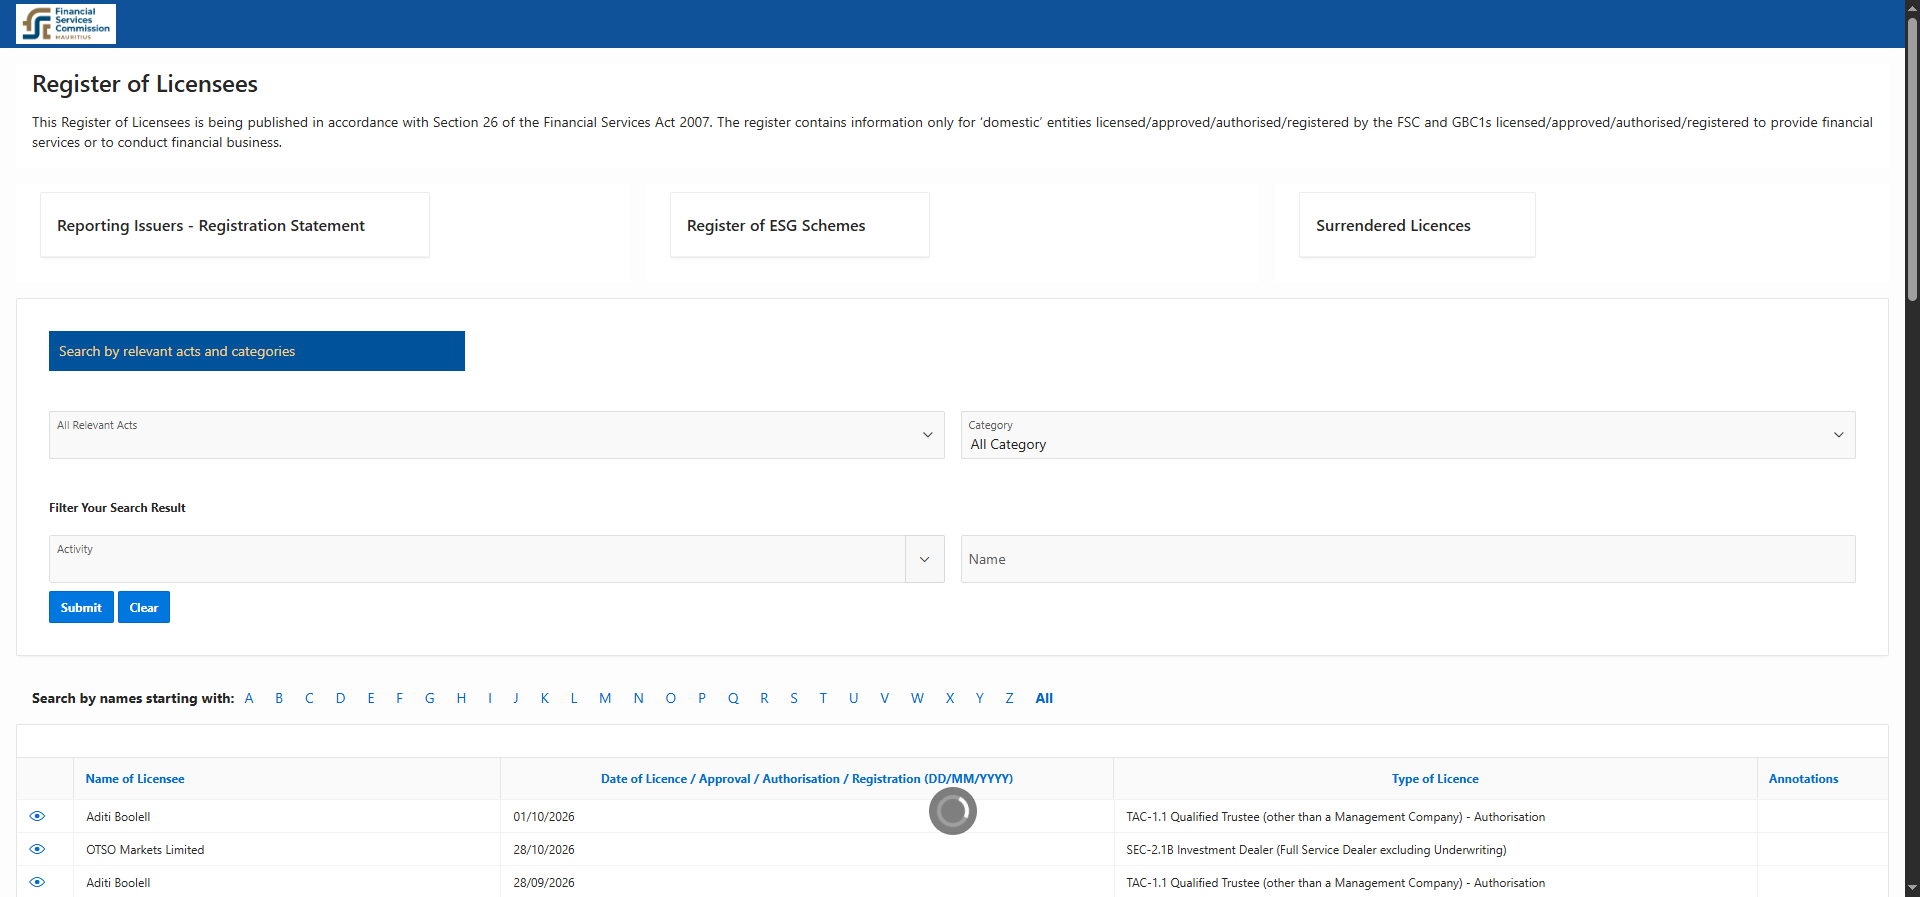 Financial
Services
Commission
MAURITIUS
Register of Licensees
This Register of Licensees is being published in accordance with Section 26 of the Financial Services Act 2007. The register contains information only for ‘domestic’ entities licensed/approved/authorised/registered by the FSC and GBC1s licensed/approved/authorised/registered to provide financial
services or to conduct financial business.
Reporting Issuers - Registration Statement
Register of ESG Schemes
Surrendered Licences
Search by relevant acts and categories
All Relevant Acts
Category
All Category
Filter Your Search Result
Activity
Name
Submit Clear
Search by names starting with: A B C D E F G H I J K L M N O P Q R S T U V W X Y Z All
Name of Licensee Date of Licence / Approval / Authorisation / Registration (DD/MM/YYYY) Type of Licence Annotations
Aditi Boolell 01/10/2026 TAC-1.1 Qualified Trustee (other than a Management Company) - Authorisation
OTSO Markets Limited 28/10/2026 SEC-2.1B Investment Dealer (Full Service Dealer excluding Underwriting)
Aditi Boolell 28/09/2026 TAC-1.1 Qualified Trustee (other than a Management Company) - Authorisation